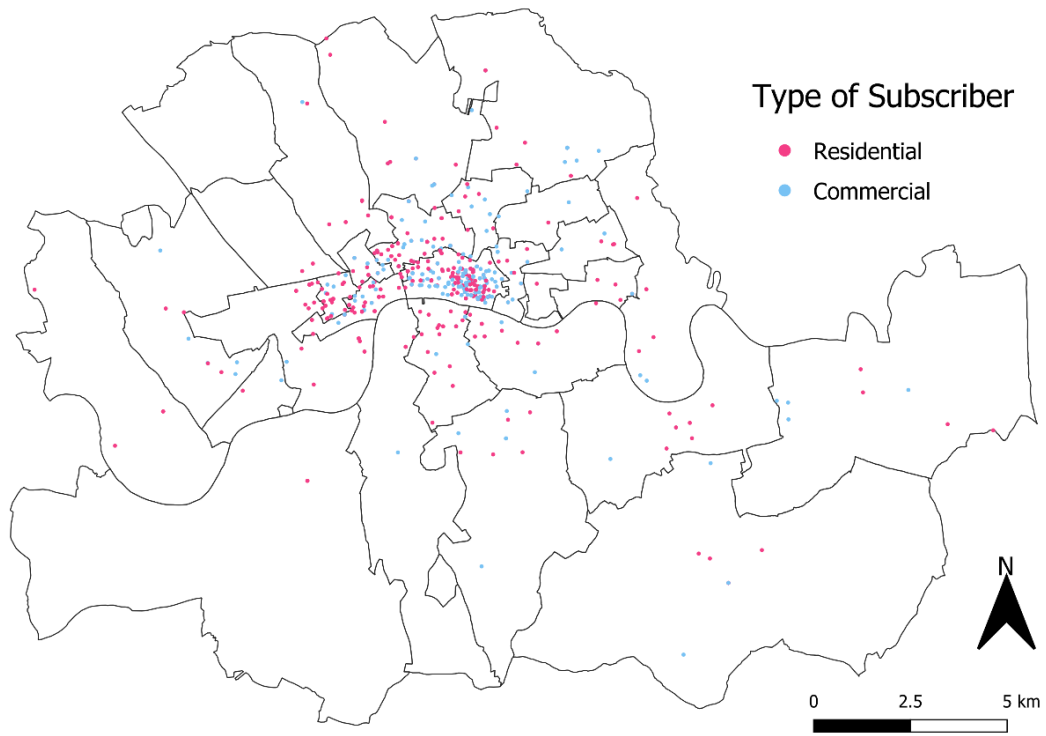 Type of Subscriber
Residential
Commercial
N
0 2.5 5 km